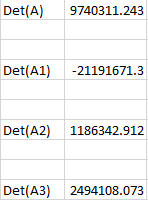 Det(A) 9740311.243
Det(A1) -21191671.3
Det(A2) 1186342.912
Det(A3) 2494108.073